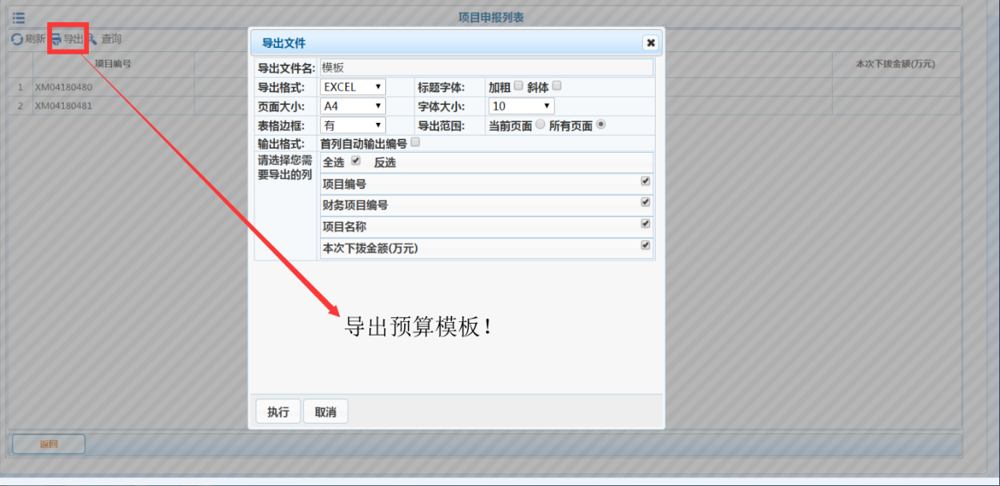 项目申报列表
刷新 导出 查询
项目编号 本次下拨金额(万元)
1 XM04180480
2 XM04180481
导出文件
导出文件名: 模板
导出格式: EXCEL 标题字体: 加粗 斜体
页面大小: A4 字体大小: 10
表格边框: 有 导出范围: 当前页面 所有页面
输出格式: 首列自动输出编号
请选择您需
要导出的列
全选 反选
项目编号
财务项目编号
项目名称
本次下拨金额(万元)
导出预算模板！
执行 取消
返回